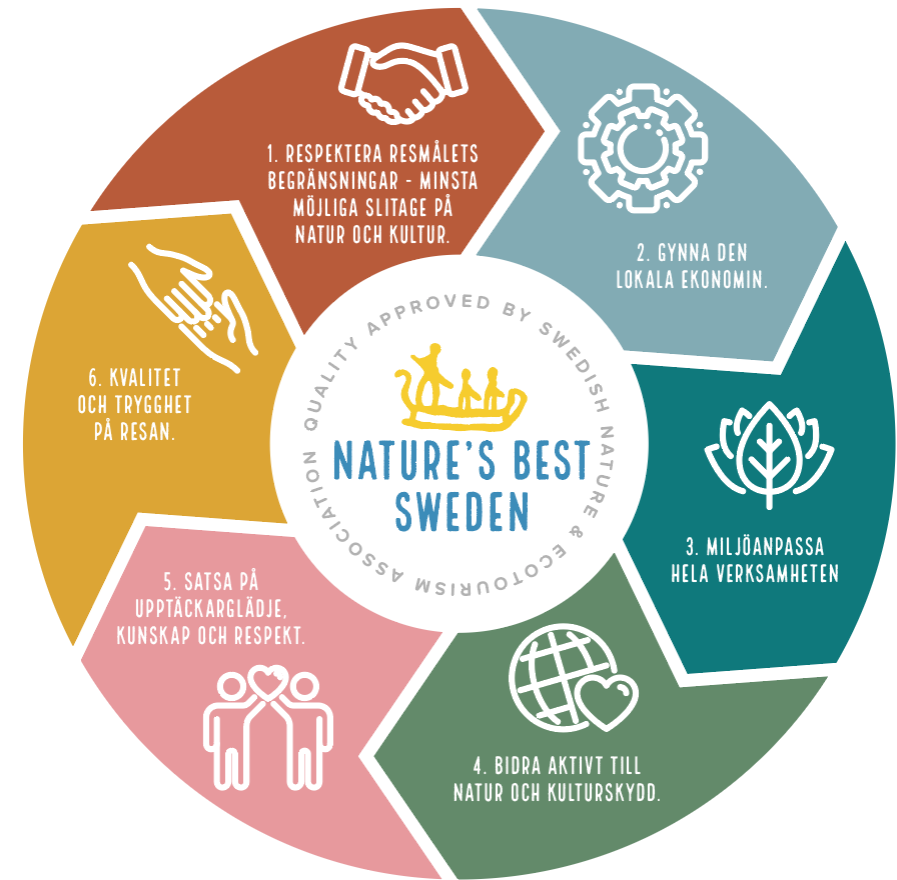 1. RESPEKTERA RESMÅLETS
BEGRÄNSNINGAR - MINSTA
MÖJLIGA SLITAGE PÅ
NATUR OCH KULTUR.
2. GYNNA DEN
LOKALA EKONOMIN.
3. MILJÖANPASSA
HELA VERKSAMHETEN
4. BIDRA AKTIVT TILL
NATUR OCH KULTURSKYDD.
5. SATSA PÅ
UPPTÄCKARGLÄDJE,
KUNSKAP OCH RESPEKT.
6. KVALITET
OCH TRYGGHET
PÅ RESAN.
QUALITY APPROVED BY SWEDISH NATURE & ECOTOURISM ASSOCIATION
NATURE'S BEST
SWEDEN